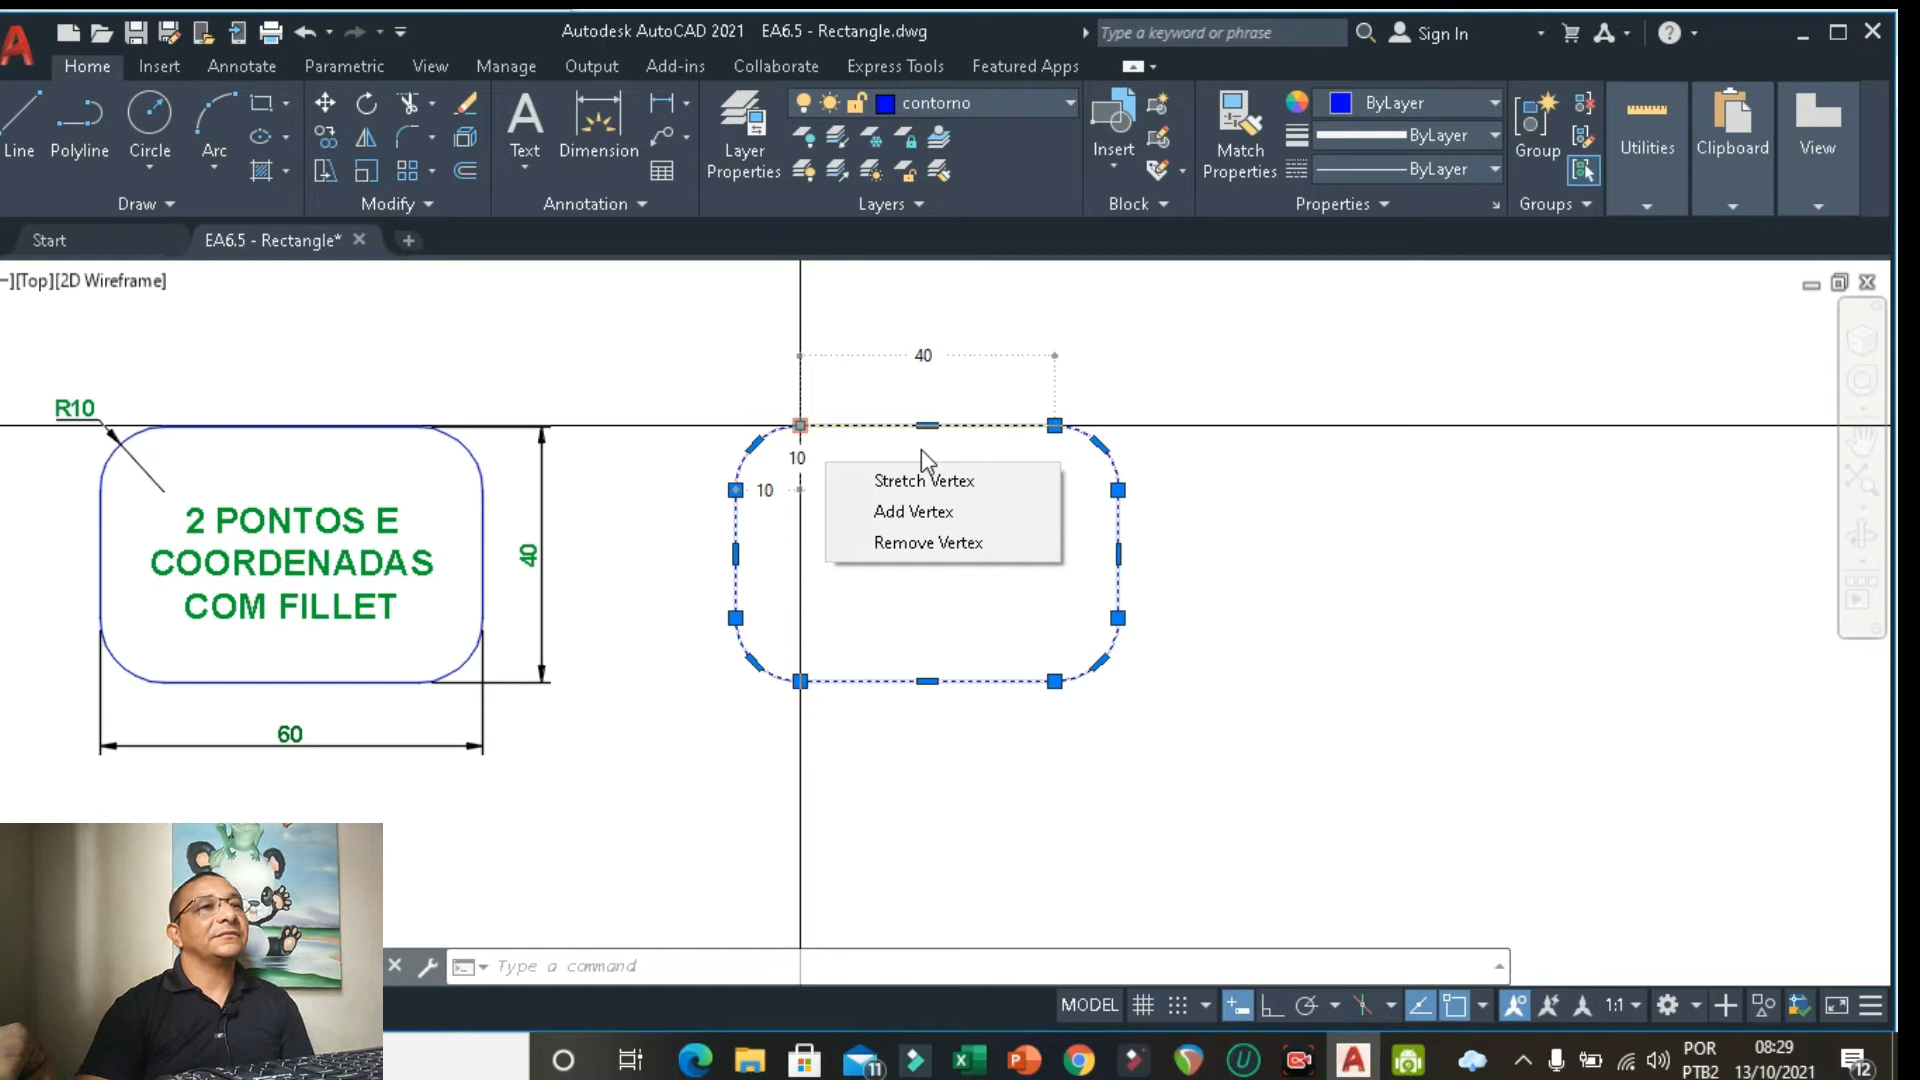 Autodesk AutoCAD 2021 EA6.5 - Rectangle.dwg
Type a keyword or phrase
Sign In
Home Insert Annotate Parametric View Manage Output Add-ins Collaborate Express Tools Featured Apps
contorno
ByLayer
ByLayer
ByLayer
Line Polyline Circle Arc
Text Dimension
Layer
Properties
Insert
Match
Properties
Group
Utilities
Clipboard
View
Draw Modify Annotation Layers Block Properties Groups
Start EA6.5 - Rectangle*
−][Top][2D Wireframe]
40
R10
10
10
Stretch Vertex
Add Vertex
Remove Vertex
2 PONTOS E
COORDENADAS
COM FILLET
40
60
Type a command
MODEL 1:1
11
POR
PTB2
08:29
13/10/2021
12